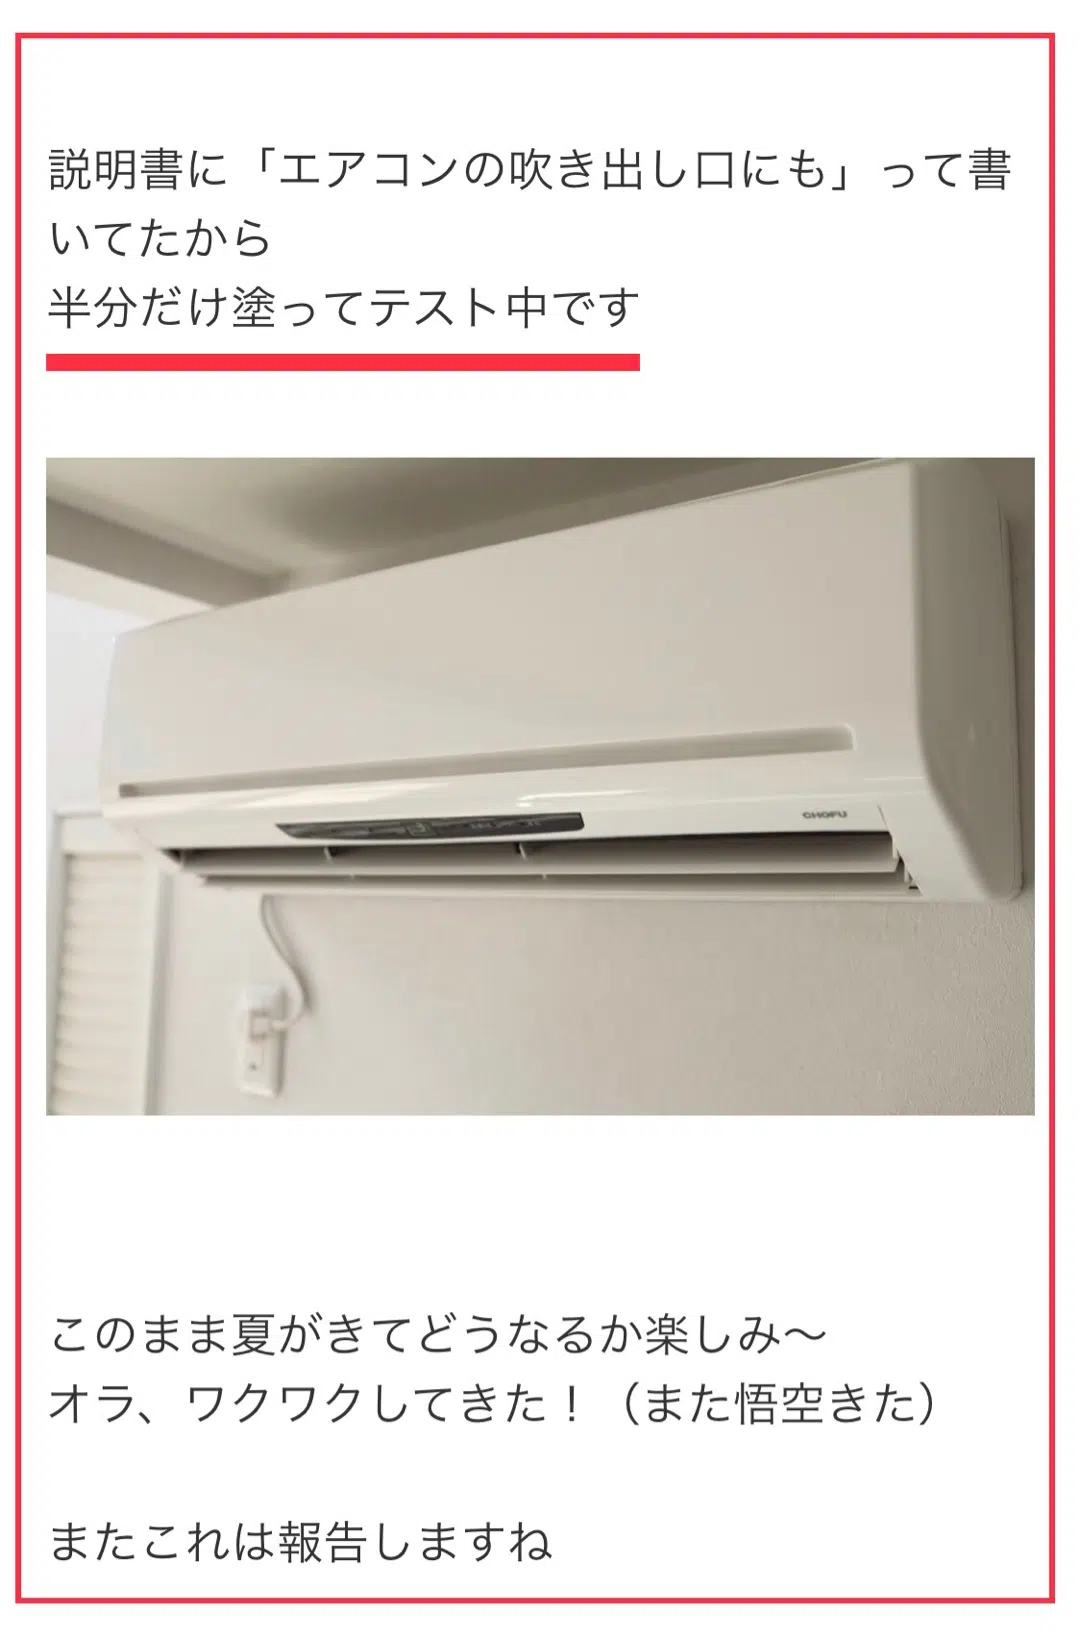 説明書に「エアコンの吹き出し口にも」って書
いてたから
半分だけ塗ってテスト中です
CHOFU
このまま夏がきてどうなるか楽しみ〜
オラ、ワクワクしてきた！（また悟空きた）
またこれは報告しますね